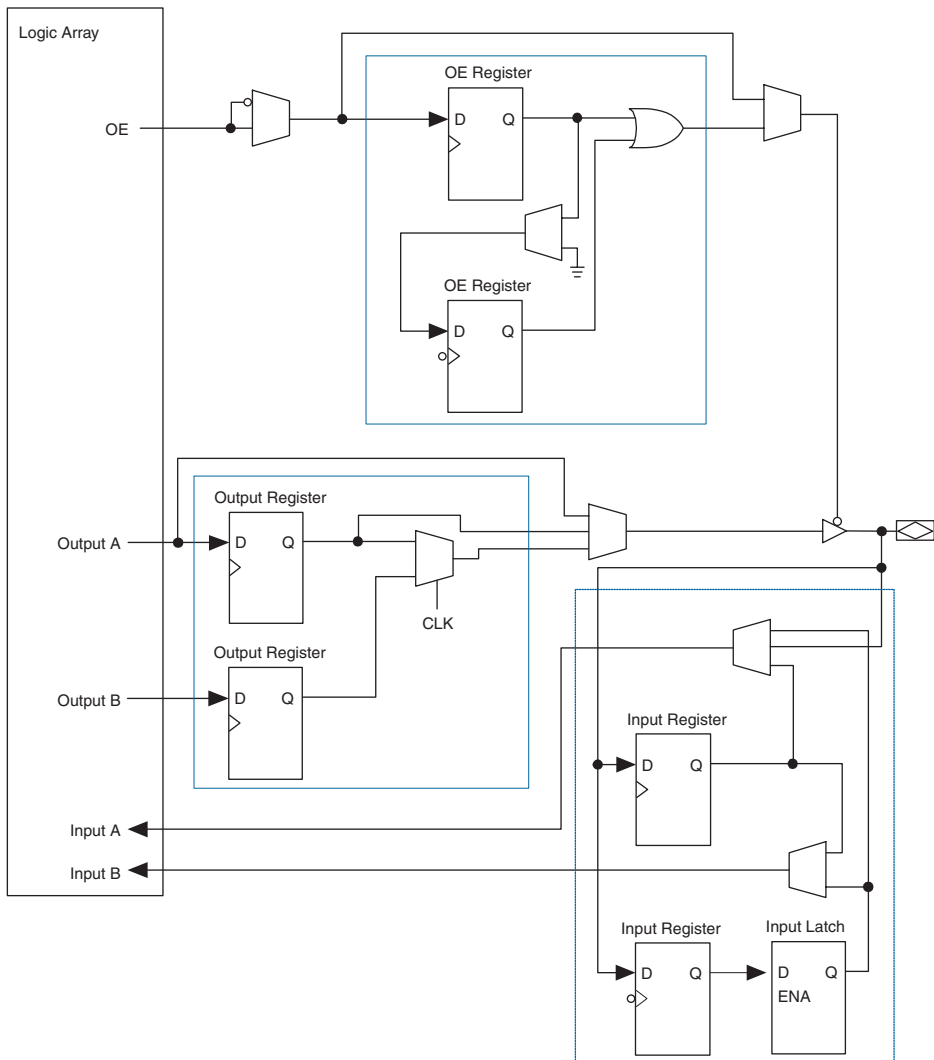 Logic Array
OE Register
OE
D Q
OE Register
D Q
Output Register
Output A
D Q
CLK
Output Register
Output B
D Q
Input Register
D Q
Input A
Input B
Input Register
Input Latch
D Q
D Q
ENA